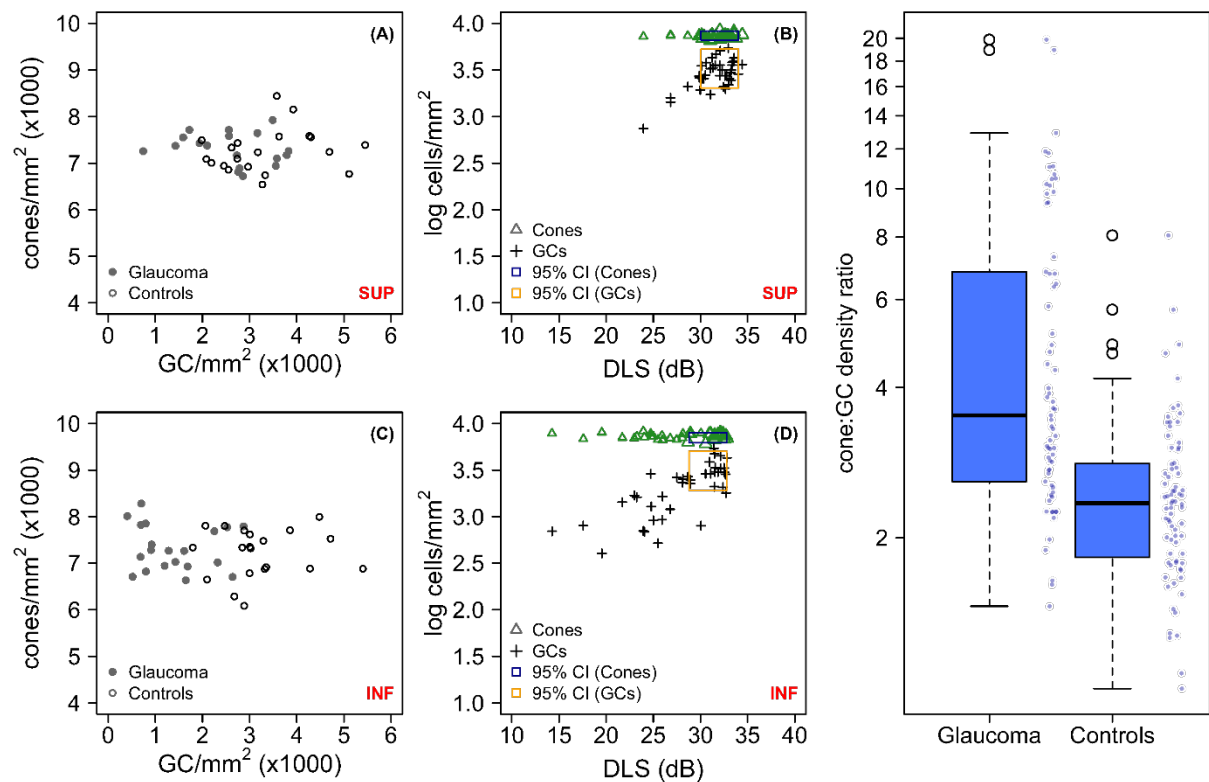 (A)
cones/mm² (x1000)
10
9
8
7
6
5
4
Glaucoma
Controls
SUP
0 1 2 3 4 5 6
GC/mm² (x1000)
(B)
log cells/mm²
4.0
3.5
3.0
2.5
2.0
1.5
1.0
Cones
GCs
95% CI (Cones)
95% CI (GCs)
SUP
10 15 20 25 30 35 40
DLS (dB)
(C)
cones/mm² (x1000)
10
9
8
7
6
5
4
Glaucoma
Controls
INF
0 1 2 3 4 5 6
GC/mm² (x1000)
(D)
log cells/mm²
4.0
3.5
3.0
2.5
2.0
1.5
1.0
Cones
GCs
95% CI (Cones)
95% CI (GCs)
INF
10 15 20 25 30 35 40
DLS (dB)
cone:GC density ratio
20
18
16
14
12
10
8
6
4
2
Glaucoma Controls